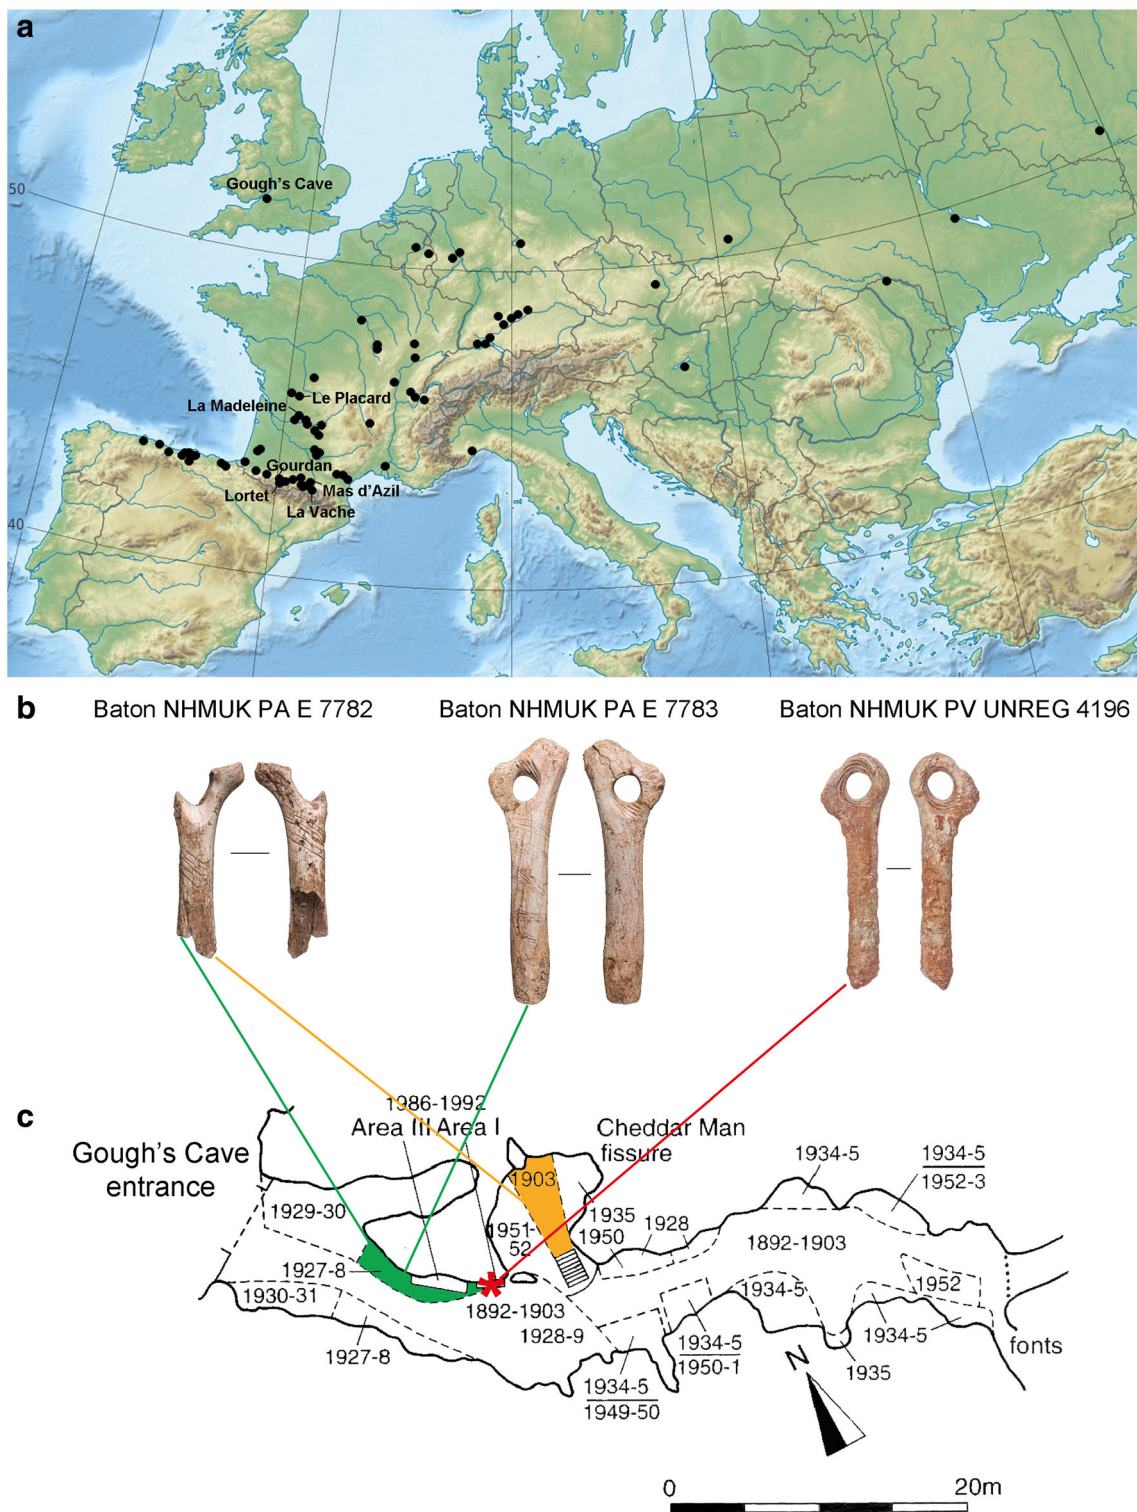 a
50
Gough's Cave
Le Placard
La Madeleine
Gourdan
Lortet
Mas d'Azil
La Vache
40
b
Baton NHMUK PA E 7782
Baton NHMUK PA E 7783
Baton NHMUK PV UNREG 4196
c
1986-1992
Area III Area I
Gough's Cave
entrance
Cheddar Man
fissure
1903
1934-5
1934-5
1952-3
1929-30
1951-
52
1935
1950
1928
1892-1903
1927-8
1930-31
1892-1903
1928-9
1952
1934-5
1934-5
1927-8
1934-5
1950-1
1935
fonts
1934-5
1949-50
N
0
20m